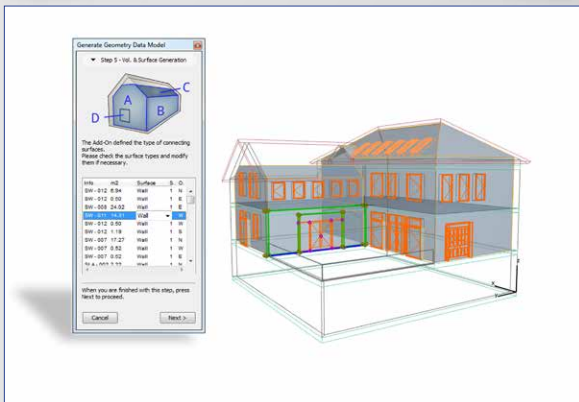 Generate Geometry Data Model
Step 5 - Vol. & Surface Generation
A
B
C
D
The Add-On defined the type of connecting
surfaces.
Please check the surface types and modify
them if necessary.
Info m2 Surface S. O.
SW - 012 6.94 Wall 1 N
SW - 012 0.50 Wall 1 E
SW - 008 24.92 Wall 1 E
SW - 011 14.31 Wall 1 W
SW - 012 0.50 Wall 1 W
SW - 012 1.19 Wall 1 S
SW - 007 17.27 Wall 1 N
SW - 007 0.52 Wall 1 W
SW - 007 0.52 Wall 1 E
When you are finished with this step, press
Next to proceed.
Cancel Next >
Z
X
Y